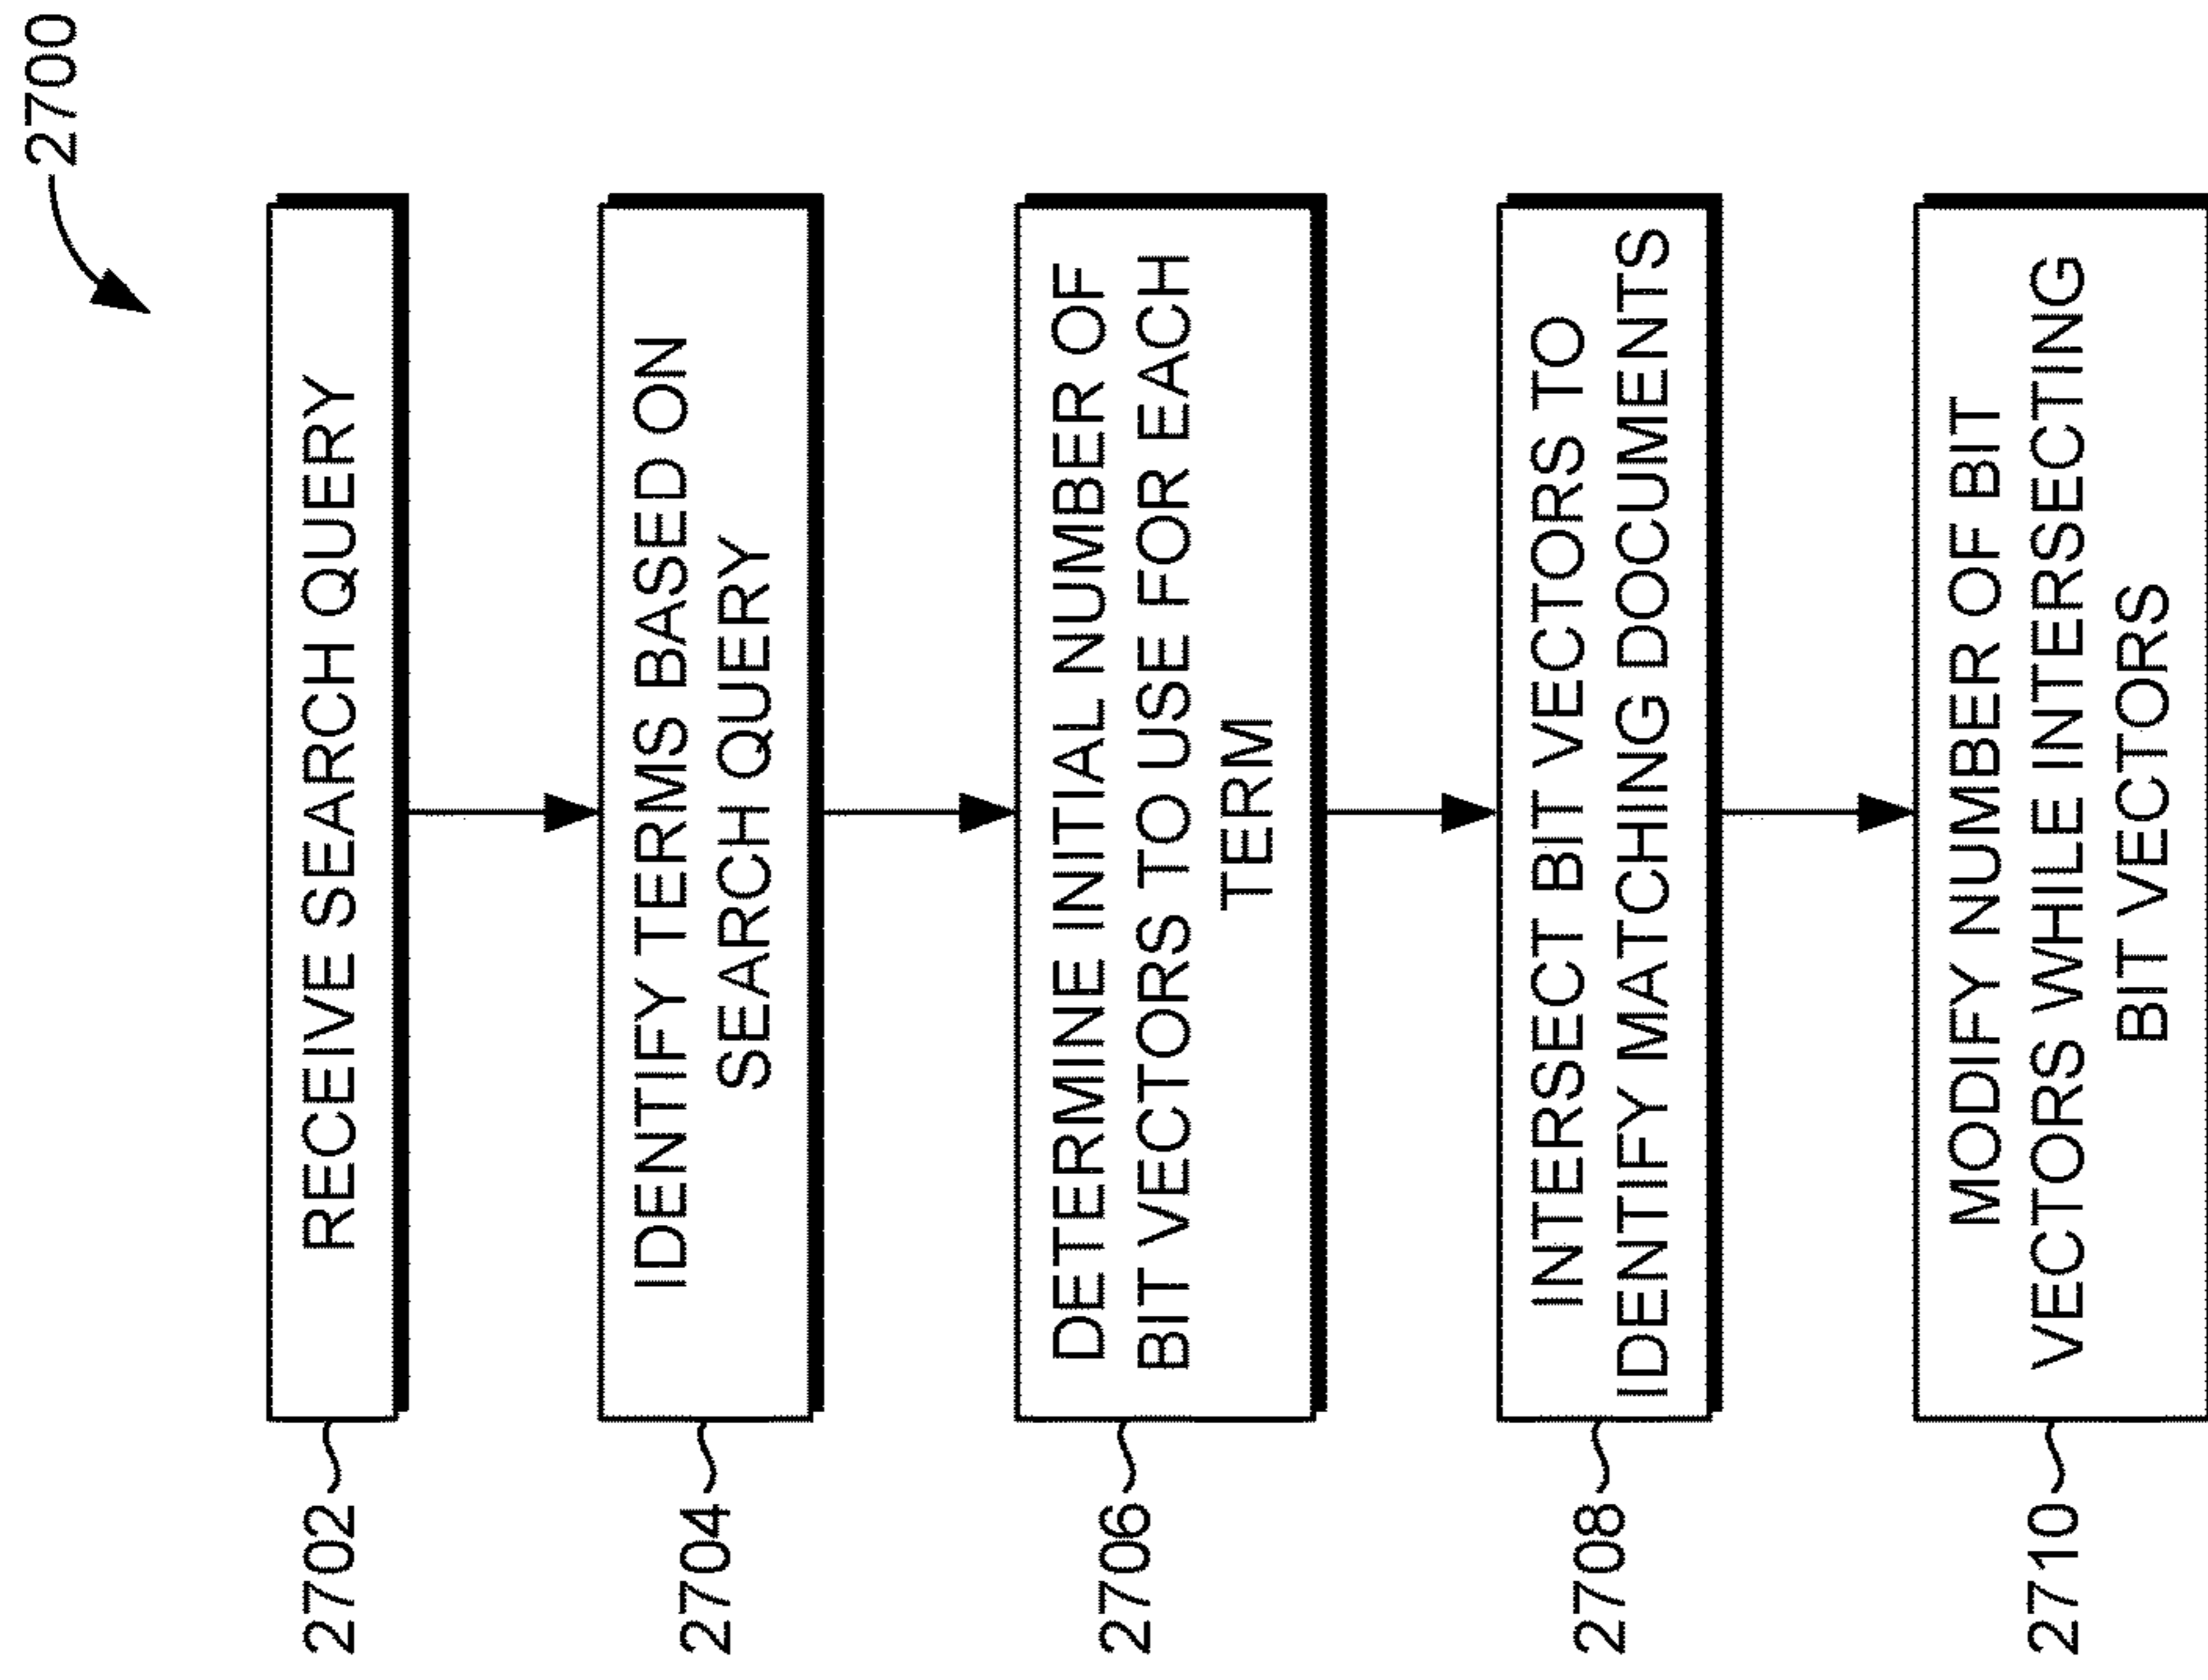 2700
2702
RECEIVE SEARCH QUERY
2704
IDENTIFY TERMS BASED ON
SEARCH QUERY
2706
DETERMINE INITIAL NUMBER OF
BIT VECTORS TO USE FOR EACH
TERM
2708
INTERSECT BIT VECTORS TO
IDENTIFY MATCHING DOCUMENTS
2710
MODIFY NUMBER OF BIT
VECTORS WHILE INTERSECTING
BIT VECTORS